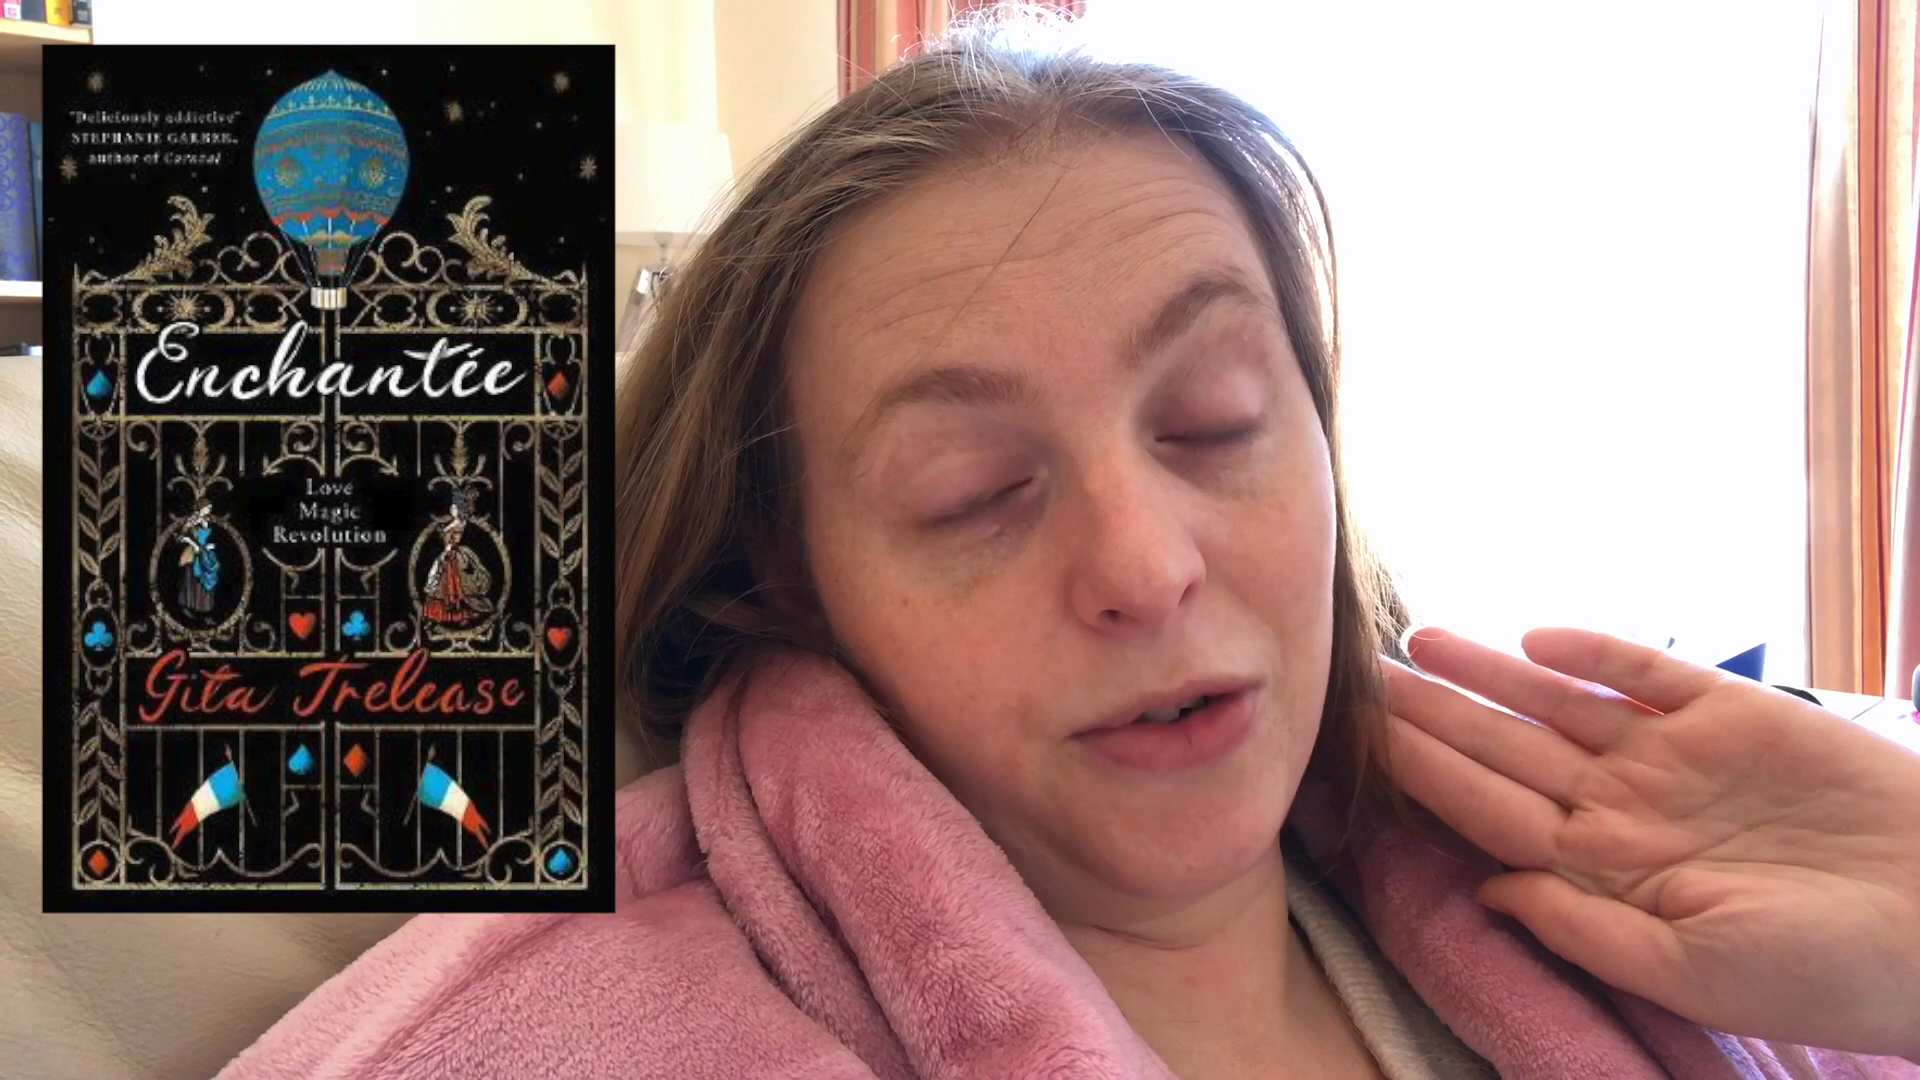 "Deliciously addictive"
STEPHANIE GARBER,
author of Caraval
Enchantée
Love
Magic
Revolution
Gita Trelease